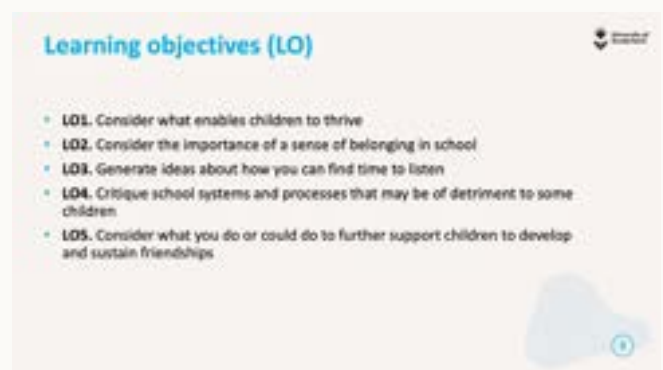 Learning objectives (LO)
University of
LO1. Consider what enables children to thrive
LO2. Consider the importance of a sense of belonging in school
LO3. Generate ideas about how you can find time to listen
LO4. Critique school systems and processes that may be of detriment to some
children
LO5. Consider what you do or could do to further support children to develop
and sustain friendships